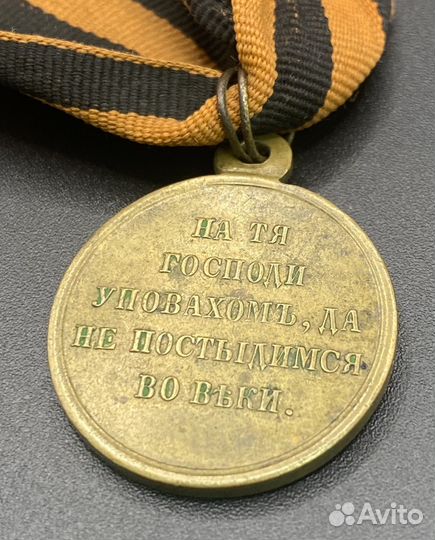 НА ТЯ
ГОСПОДИ
УПОВАХОМЪ, ДА
НЕ ПОСТЫДИМСЯ
ВО ВѢКИ.
Avito